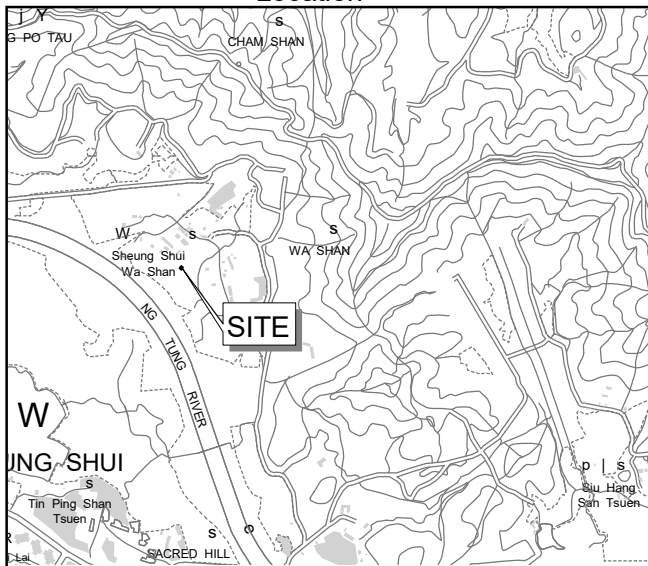 Location
j Y
G PO TAU
s
CHAM SHAN
W
s
s
WA SHAN
Sheung Shui
Wa Shan
SITE
NG TUNG RIVER
W
UNG SHUI
s
Tin Ping Shan
Tsuen
p | s
Siu Hang
San Tsuen
s
SACRED HILL
R
Lai